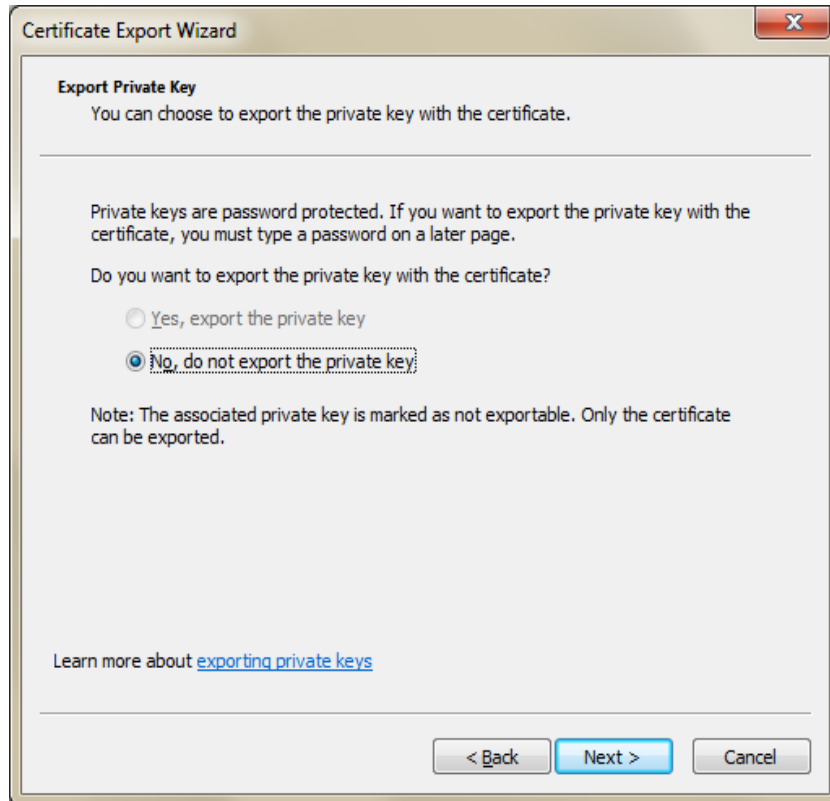 Certificate Export Wizard
Export Private Key
You can choose to export the private key with the certificate.
Private keys are password protected. If you want to export the private key with the
certificate, you must type a password on a later page.
Do you want to export the private key with the certificate?
Yes, export the private key
No, do not export the private key
Note: The associated private key is marked as not exportable. Only the certificate
can be exported.
Learn more about exporting private keys
< Back Next > Cancel